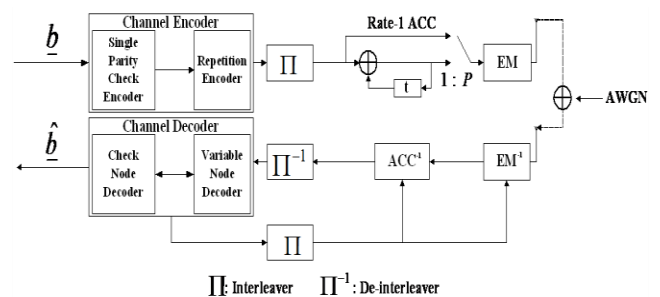 Channel Encoder
b
Single
Parity
Check
Encoder
Repetition
Encoder
Π
Rate-1 ACC
t
1 : P
EM
AWGN
Channel Decoder
b̂
Check
Node
Decoder
Variable
Node
Decoder
Π⁻¹
ACC⁻¹
EM⁻¹
Π
Π: Interleaver Π⁻¹: De-interleaver